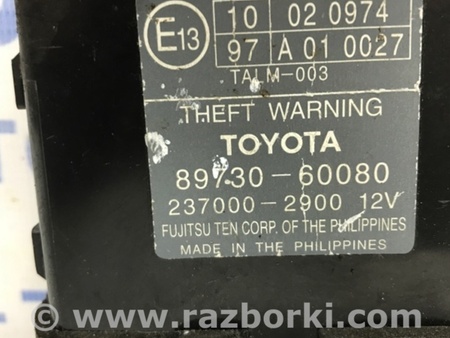 E13
10 02 0974
97 A 01 0027
TALM-003
THEFT WARNING
TOYOTA
89730-60080
237000-2900 12V
FUJITSU TEN CORP. OF THE PHILIPPINES
MADE IN THE PHILIPPINES
www.razborki.com